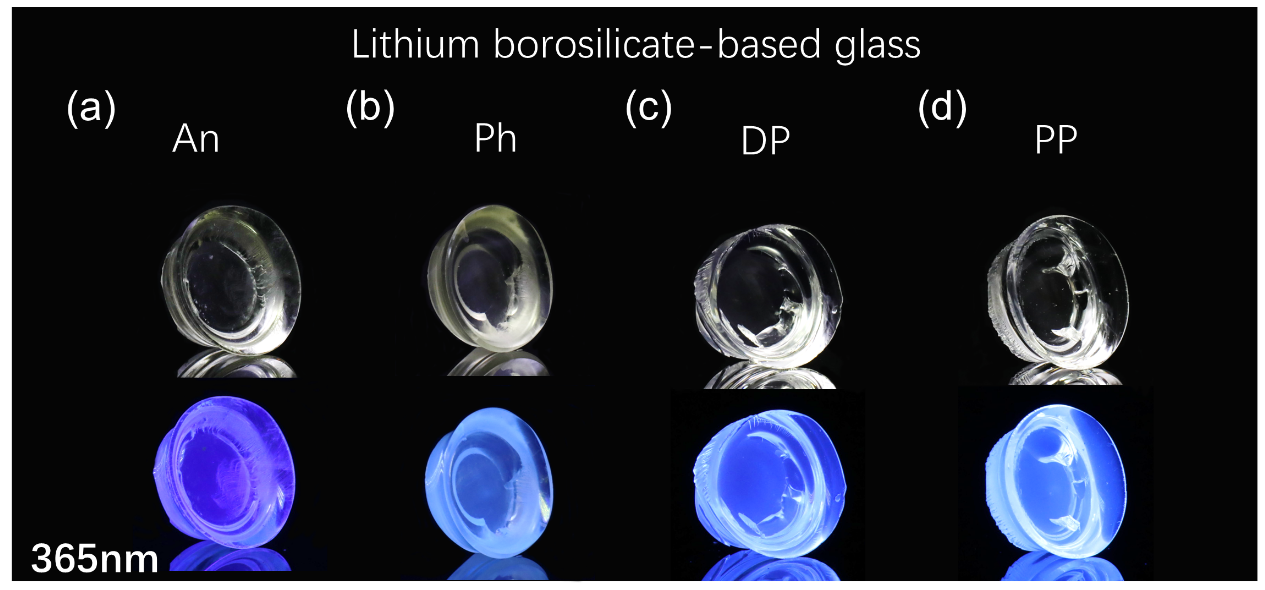 Lithium borosilicate-based glass
(a)
An
(b)
Ph
(c)
DP
(d)
PP
365nm